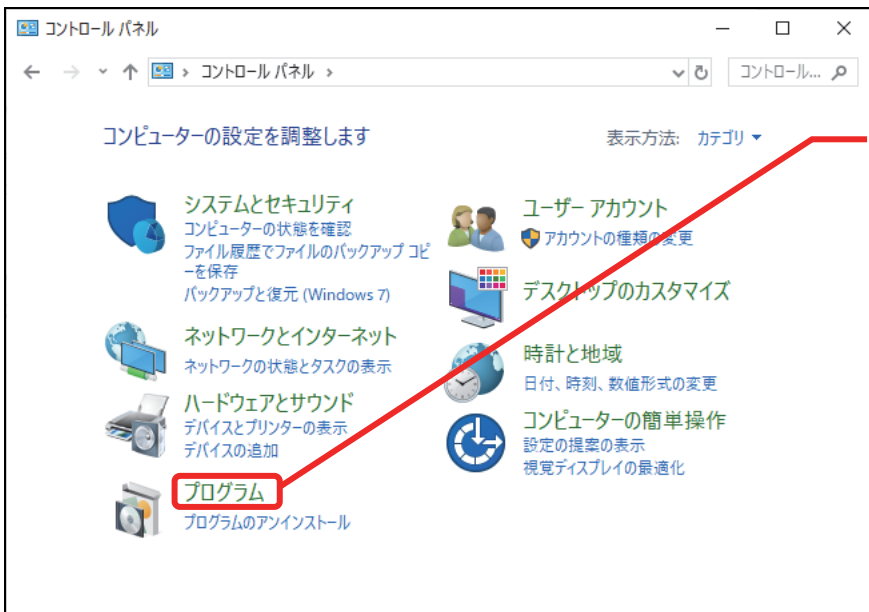 コントロール パネル
コントロール パネル
コントロール...
コンピューターの設定を調整します
表示方法: カテゴリ
システムとセキュリティ
コンピューターの状態を確認
ファイル履歴でファイルのバックアップ コピ
ーを保存
バックアップと復元 (Windows 7)
ネットワークとインターネット
ネットワークの状態とタスクの表示
ハードウェアとサウンド
デバイスとプリンターの表示
デバイスの追加
プログラム
プログラムのアンインストール
ユーザー アカウント
アカウントの種類の変更
デスクトップのカスタマイズ
時計と地域
日付、時刻、数値形式の変更
コンピューターの簡単操作
設定の提案の表示
視覚ディスプレイの最適化